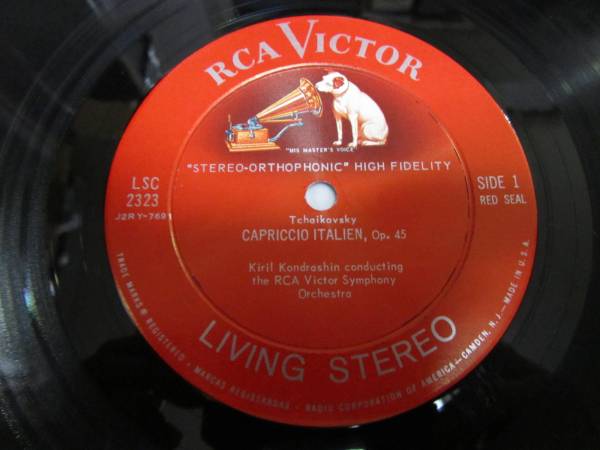 RCA VICTOR
"HIS MASTER'S VOICE"
"STEREO-ORTHOPHONIC" HIGH FIDELITY
LSC
2323
J2RY-7691
SIDE 1
RED SEAL
Tchaikovsky
CAPRICCIO ITALIEN, Op. 45
Kiril Kondrashin conducting
the RCA Victor Symphony
Orchestra
LIVING STEREO
TRADE MARKS® REGISTERED • MARCAS REGISTRADAS • RADIO CORPORATION OF AMERICA—CAMDEN, N. J.—MADE IN U.S.A.